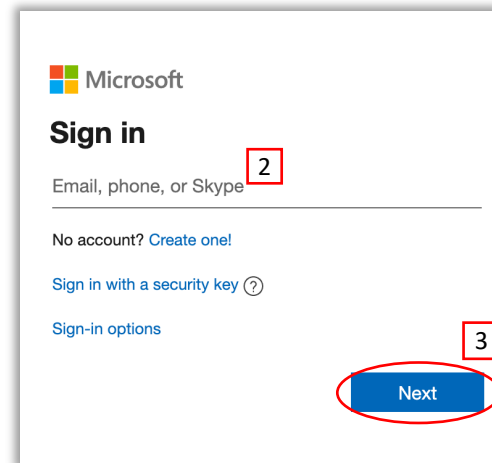 Microsoft
Sign in
2
Email, phone, or Skype
No account? Create one!
Sign in with a security key ?
Sign-in options
3
Next